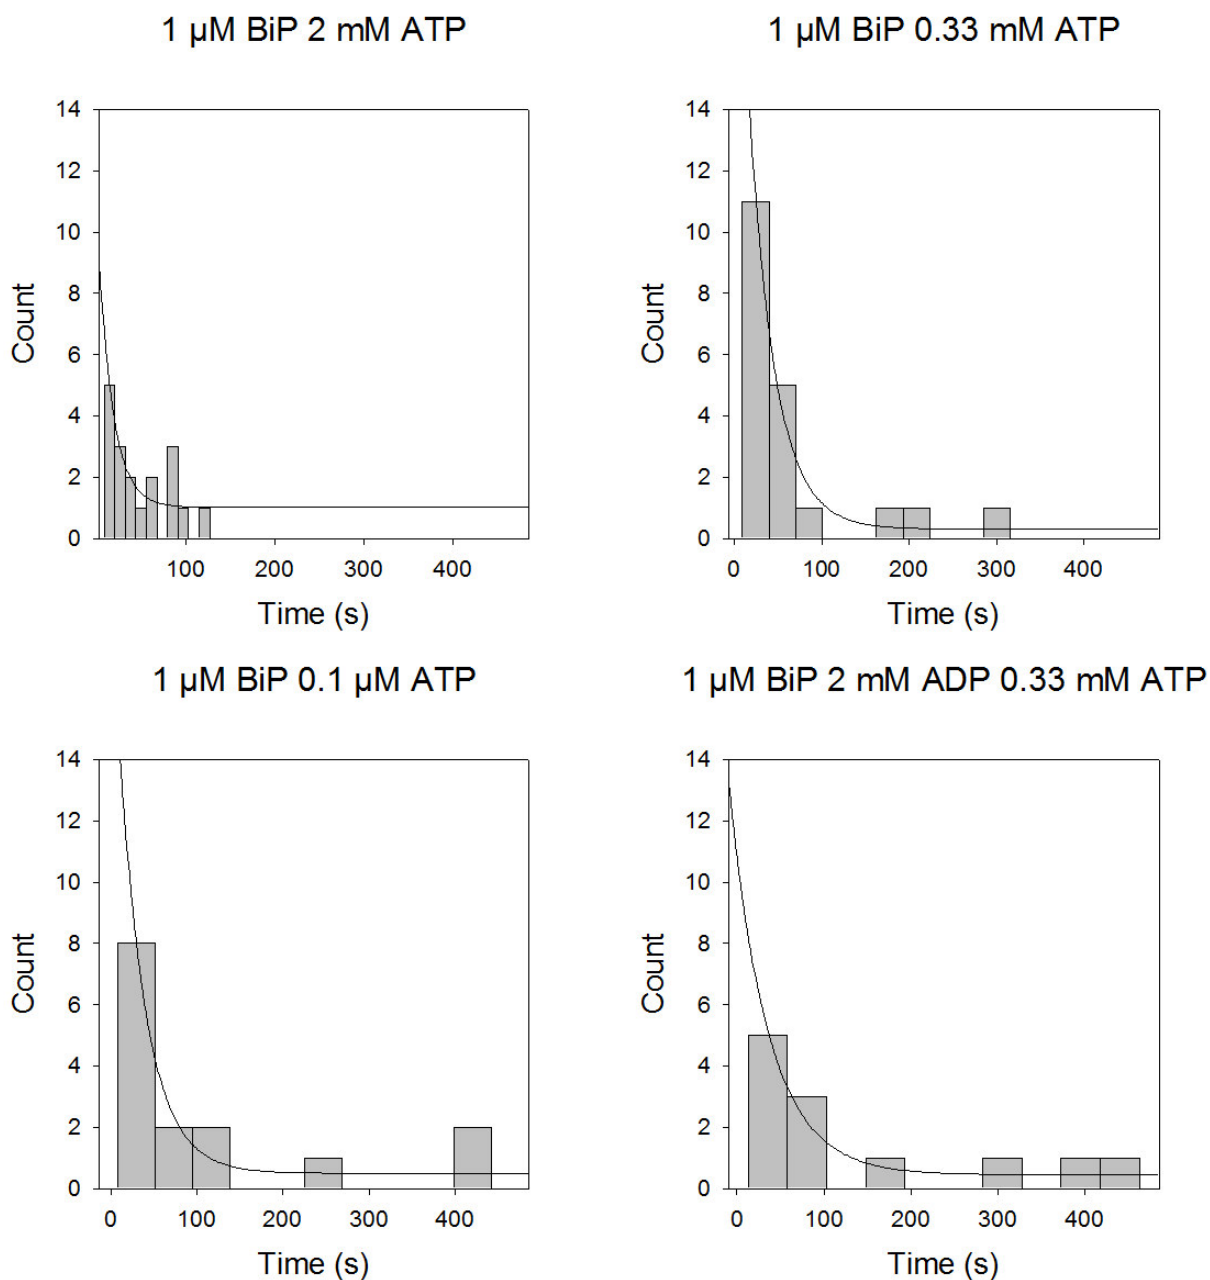 1 µM BiP 2 mM ATP
14
12
10
8
6
4
2
0
Count
100 200 300 400
Time (s)
1 µM BiP 0.33 mM ATP
14
12
10
8
6
4
2
0
Count
0 100 200 300 400
Time (s)
1 µM BiP 0.1 µM ATP
14
12
10
8
6
4
2
0
Count
0 100 200 300 400
Time (s)
1 µM BiP 2 mM ADP 0.33 mM ATP
14
12
10
8
6
4
2
0
Count
0 100 200 300 400
Time (s)